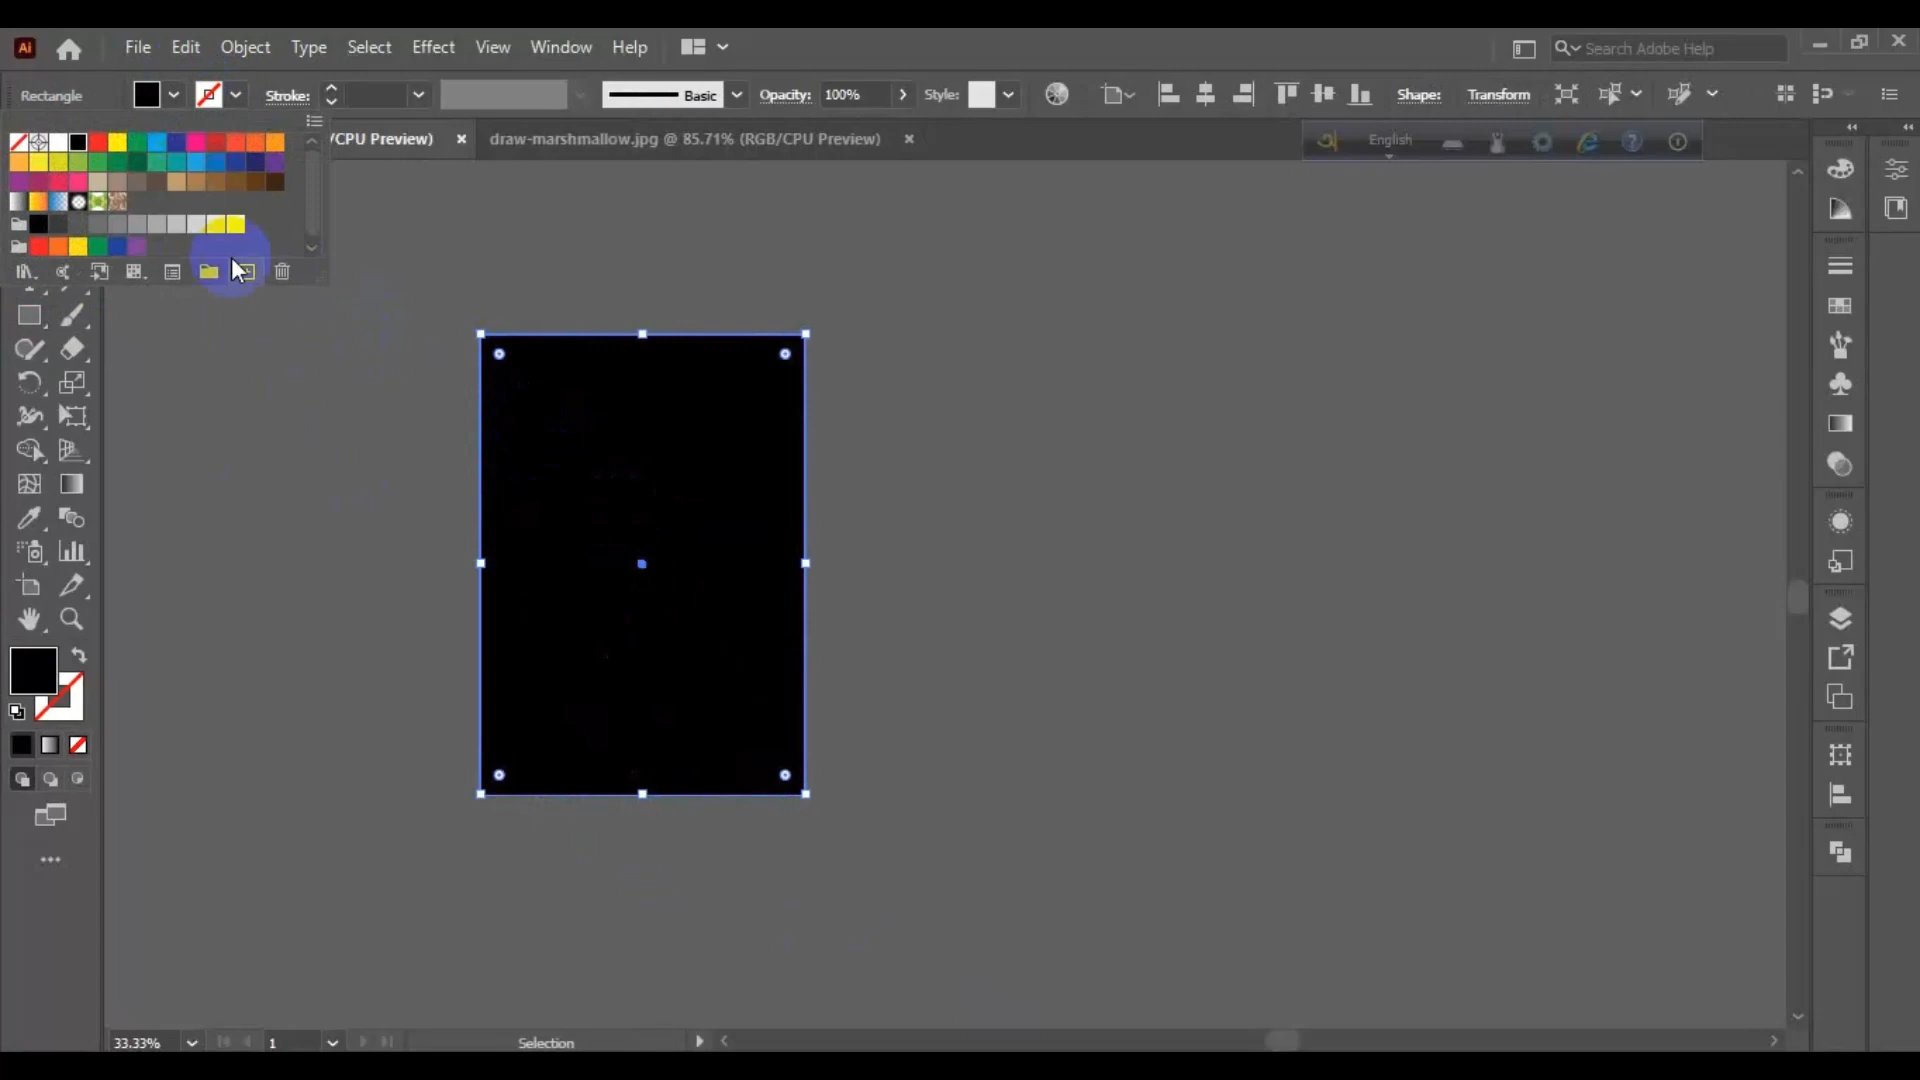 Ai File Edit Object Type Select Effect View Window Help Search Adobe Help
Rectangle Stroke: Basic Opacity: 100% Style: Shape: Transform
/CPU Preview) × draw-marshmallow.jpg @ 85.71% (RGB/CPU Preview) × English
33.33% 1 Selection